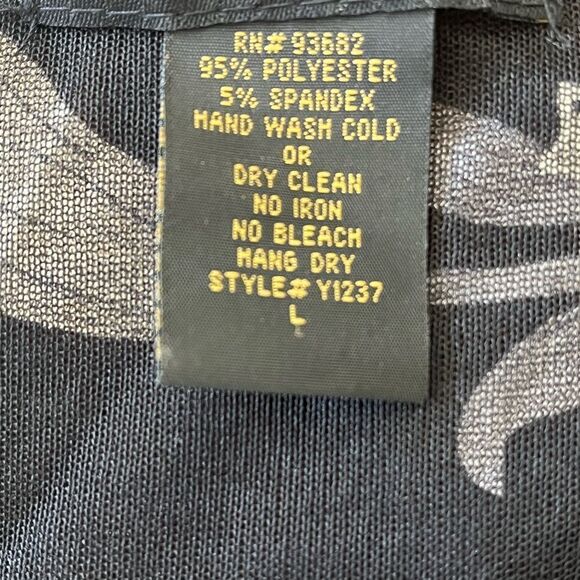 RN# 93682
95% POLYESTER
5% SPANDEX
HAND WASH COLD
OR
DRY CLEAN
NO IRON
NO BLEACH
HANG DRY
STYLE# Y1237
L